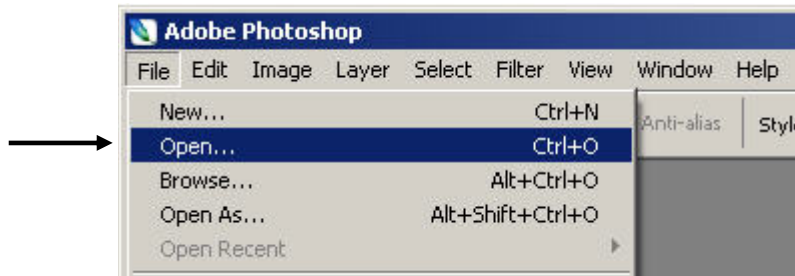 Adobe Photoshop
File Edit Image Layer Select Filter View Window Help
New... Ctrl+N
Anti-alias
Open... Ctrl+O
Browse... Alt+Ctrl+O
Open As... Alt+Shift+Ctrl+O
Open Recent